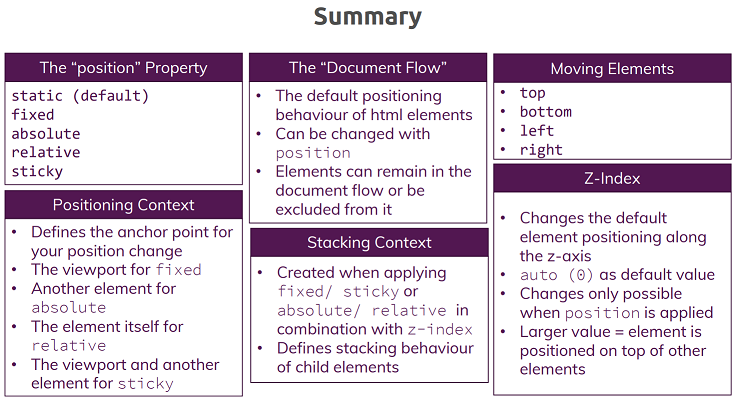 Summary
The “position” Property
static (default)
fixed
absolute
relative
sticky
Positioning Context
• Defines the anchor point for
your position change
• The viewport for fixed
• Another element for
absolute
• The element itself for
relative
• The viewport and another
element for sticky
The “Document Flow”
• The default positioning
behaviour of html elements
• Can be changed with
position
• Elements can remain in the
document flow or be
excluded from it
Stacking Context
• Created when applying
fixed/ sticky or
absolute/ relative in
combination with z-index
• Defines stacking behaviour
of child elements
Moving Elements
• top
• bottom
• left
• right
Z-Index
• Changes the default
element positioning along
the z-axis
• auto (0) as default value
• Changes only possible
when position is applied
• Larger value = element is
positioned on top of other
elements